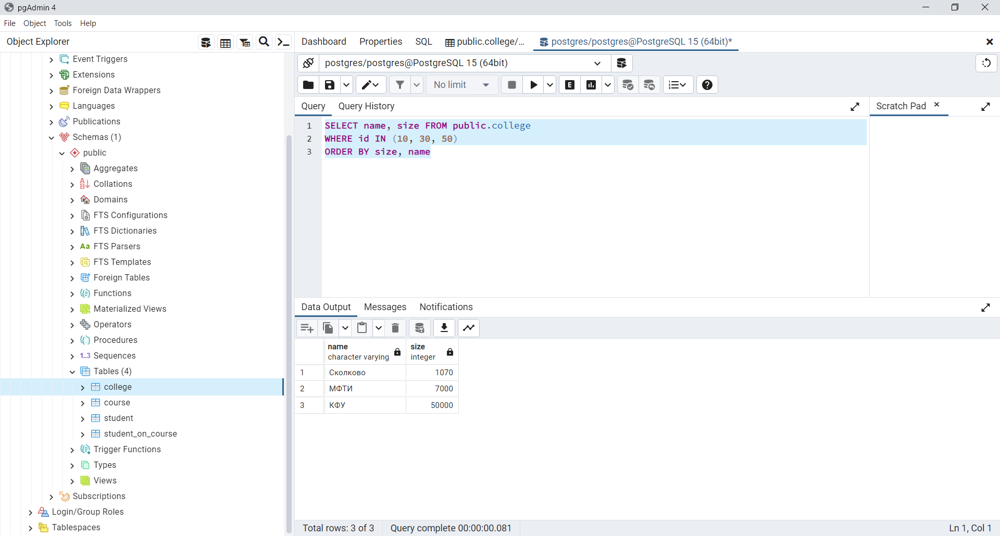 pgAdmin 4
File Object Tools Help
Object Explorer
Dashboard Properties SQL public.college/... postgres/postgres@PostgreSQL 15 (64bit)*
Event Triggers
Extensions
Foreign Data Wrappers
Languages
Publications
Schemas (1)
public
Aggregates
Collations
Domains
FTS Configurations
FTS Dictionaries
Aa FTS Parsers
FTS Templates
Foreign Tables
Functions
Materialized Views
Operators
Procedures
1..3 Sequences
Tables (4)
college
course
student
student_on_course
Trigger Functions
Types
Views
Subscriptions
Login/Group Roles
Tablespaces
postgres/postgres@PostgreSQL 15 (64bit)
No limit E
Query Query History
Scratch Pad
1 SELECT name, size FROM public.college
2 WHERE id IN (10, 30, 50)
3 ORDER BY size, name
Data Output Messages Notifications
name size
character varying integer
1 Сколково 1070
2 МФТИ 7000
3 КФУ 50000
Total rows: 3 of 3 Query complete 00:00:00.081 Ln 1, Col 1